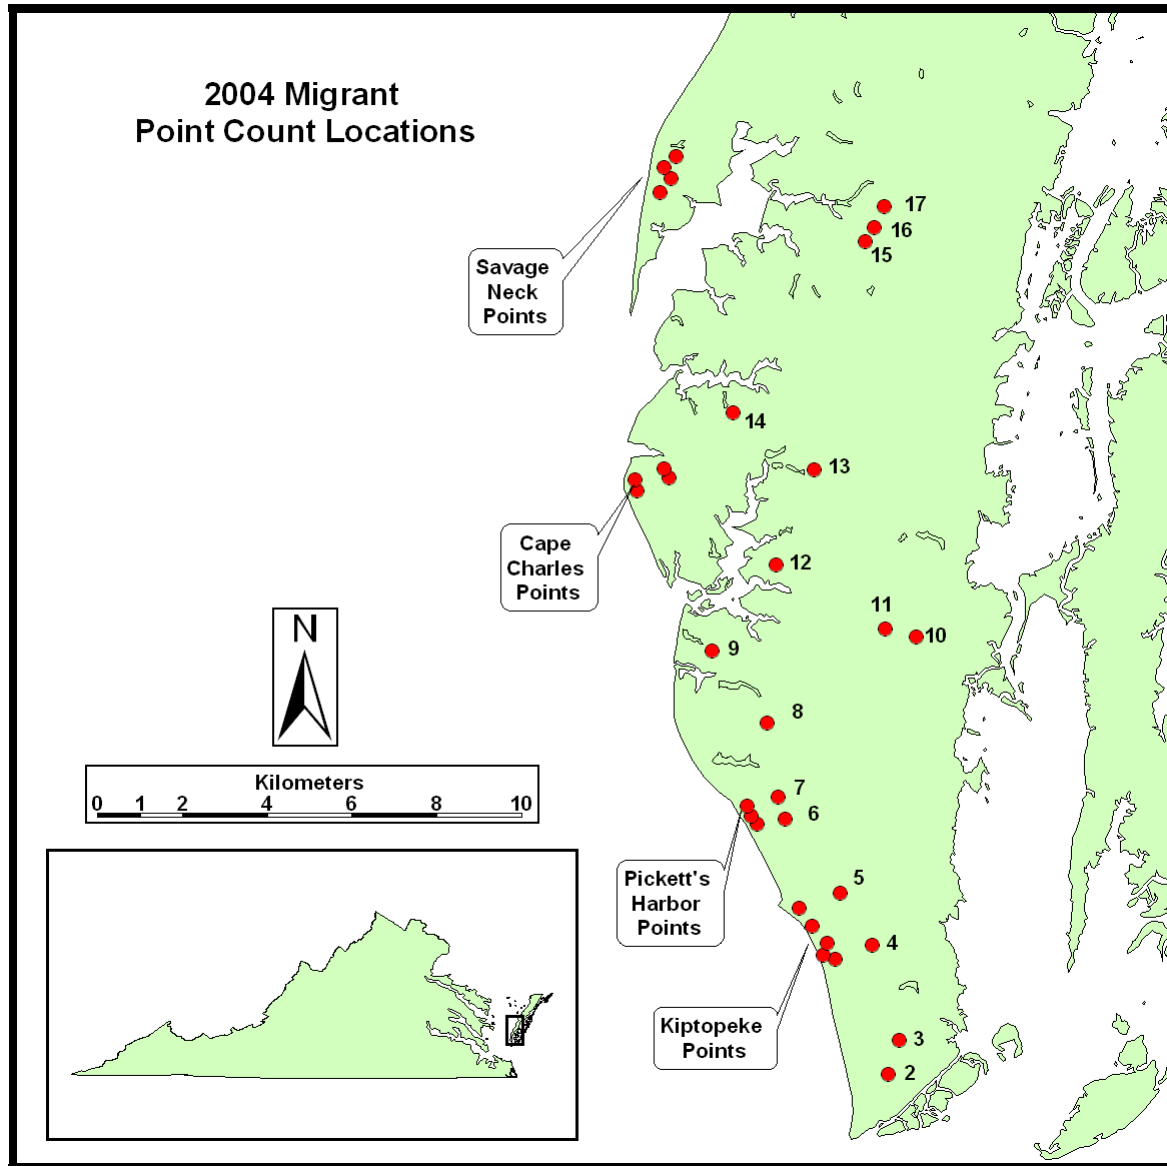 2004 Migrant
Point Count Locations
17
16
15
Savage
Neck
Points
14
13
Cape
Charles
Points
12
11
10
9
N
8
Kilometers
0 1 2 4 6 8 10
7
6
Pickett's
Harbor
Points
5
4
Kiptopeke
Points
3
2